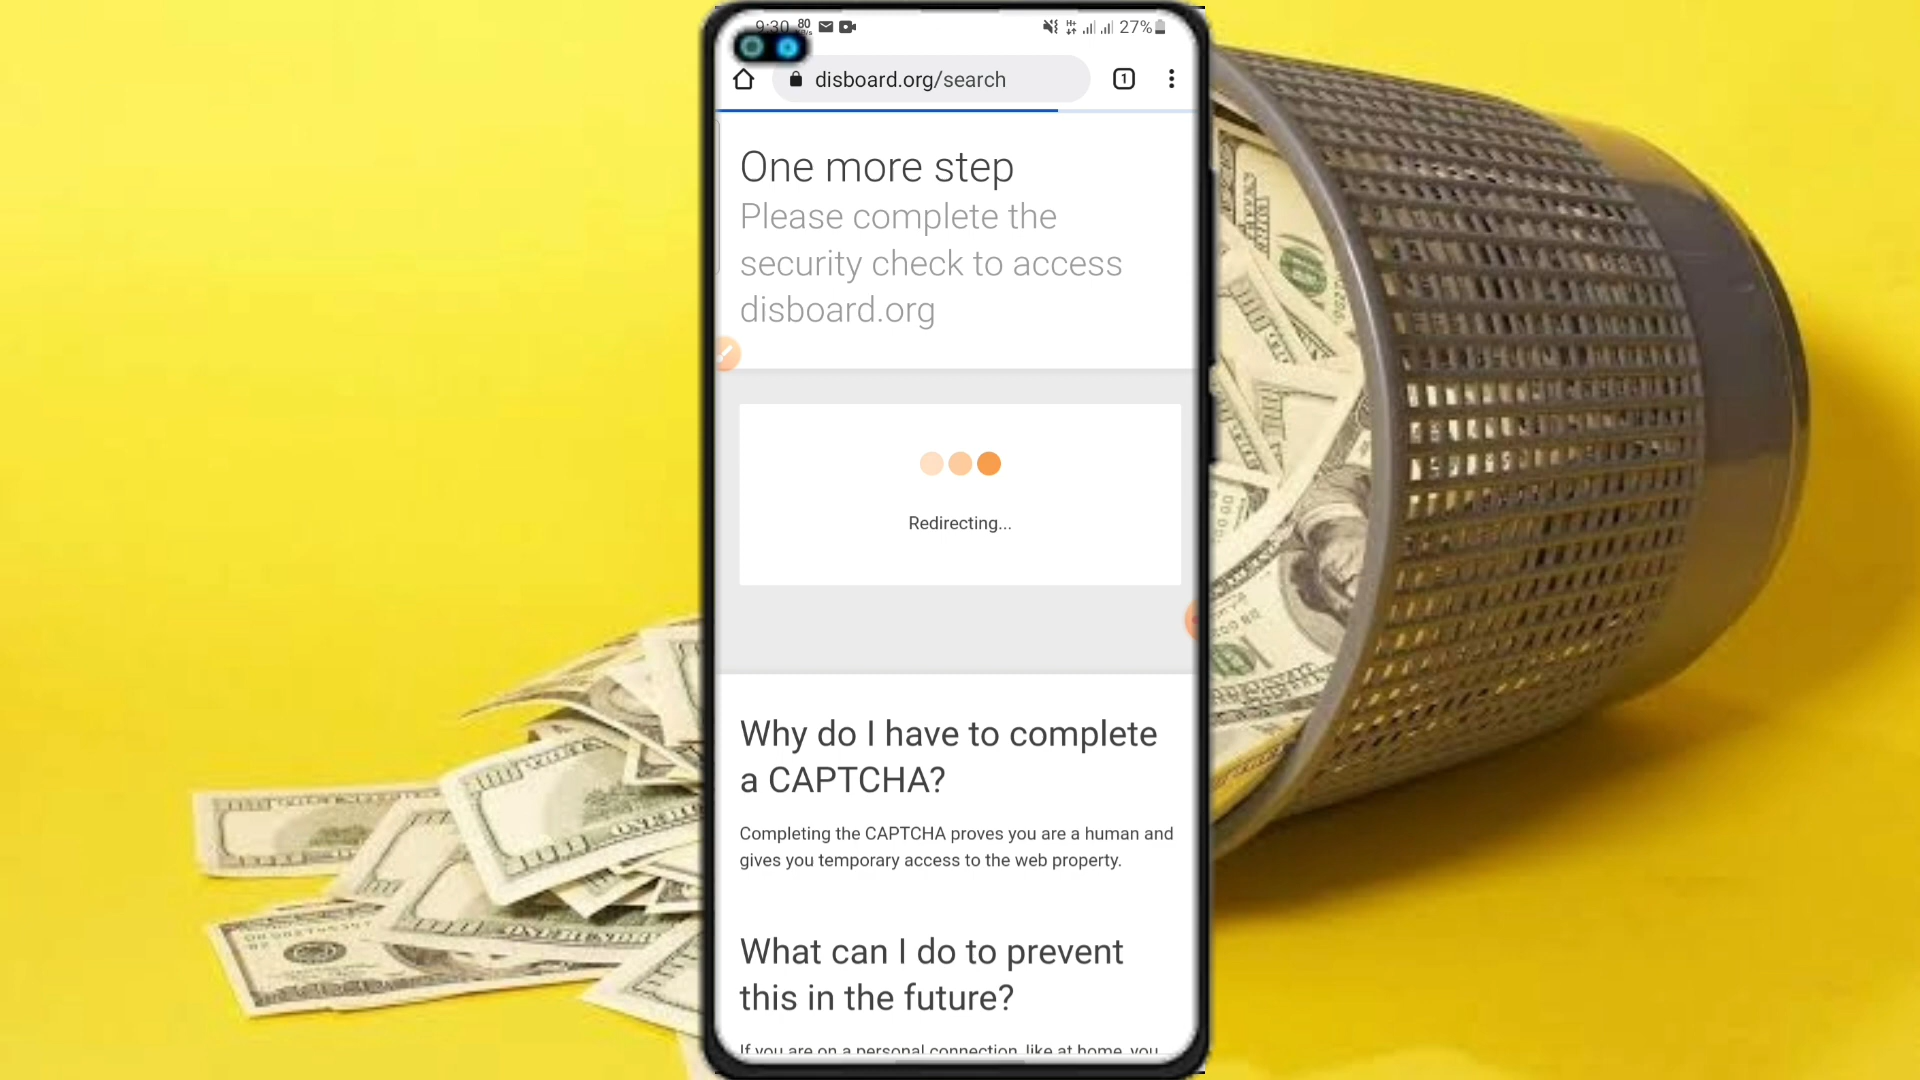 9:30 80
27%
disboard.org/search
1
One more step
Please complete the
security check to access
disboard.org
Redirecting...
Why do I have to complete
a CAPTCHA?
Completing the CAPTCHA proves you are a human and
gives you temporary access to the web property.
What can I do to prevent
this in the future?
If you are on a personal connection, like at home, you